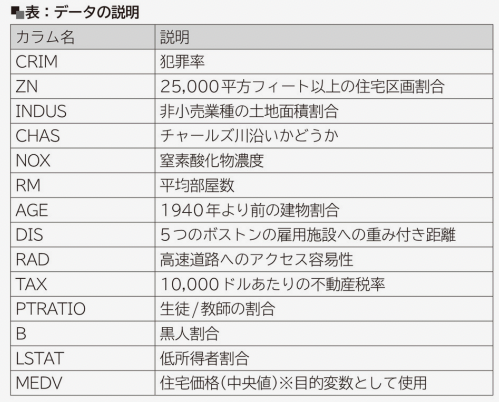 表：データの説明
カラム名 説明
CRIM 犯罪率
ZN 25,000平方フィート以上の住宅区画割合
INDUS 非小売業種の土地面積割合
CHAS チャールズ川沿いかどうか
NOX 窒素酸化物濃度
RM 平均部屋数
AGE 1940年より前の建物割合
DIS 5つのボストンの雇用施設への重み付き距離
RAD 高速道路へのアクセス容易性
TAX 10,000ドルあたりの不動産税率
PTRATIO 生徒/教師の割合
B 黒人割合
LSTAT 低所得者割合
MEDV 住宅価格（中央値）※目的変数として使用